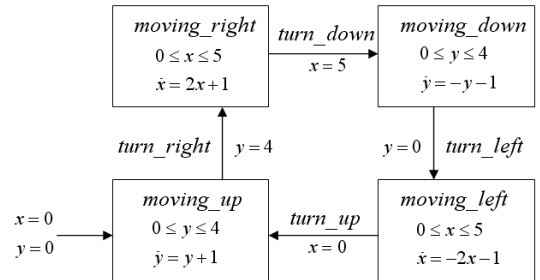 moving_right
0 ≤ x ≤ 5
ẋ = 2x + 1
turn_down
x = 5
moving_down
0 ≤ y ≤ 4
ẏ = −y − 1
turn_right
y = 4
y = 0
turn_left
x = 0
y = 0
moving_up
0 ≤ y ≤ 4
ẏ = y + 1
turn_up
x = 0
moving_left
0 ≤ x ≤ 5
ẋ = −2x − 1